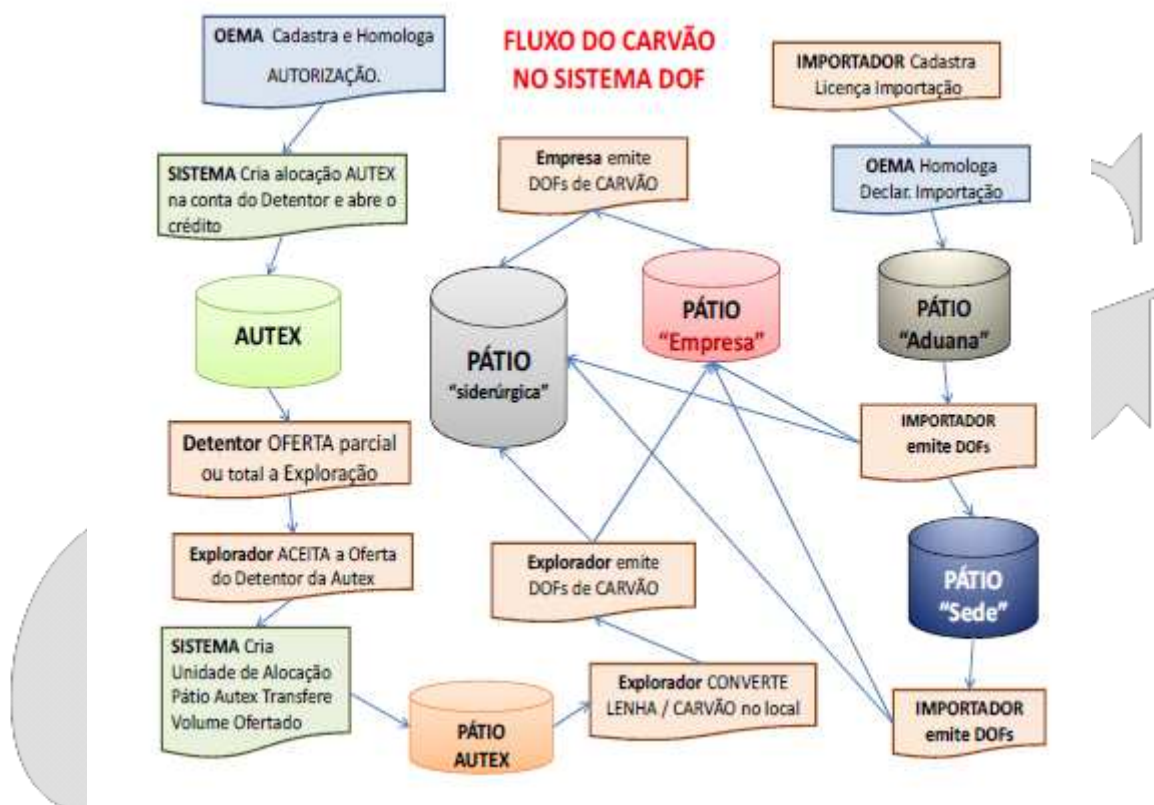 OEMA Cadastra e Homologa
AUTORIZAÇÃO.
FLUXO DO CARVÃO
NO SISTEMA DOF
IMPORTADOR Cadastra
Licença Importação
SISTEMA Cria alocação AUTEX
na conta do Detentor e abre o
crédito
Empresa emite
DOFs de CARVÃO
OEMA Homologa
Declar. Importação
AUTEX
PÁTIO
"siderúrgica"
PÁTIO
"Empresa"
PÁTIO
"Aduana"
Detentor OFERTA parcial
ou total a Exploração
IMPORTADOR
emite DOFs
Explorador ACEITA a Oferta
do Detentor da Autex
Explorador emite
DOFs de CARVÃO
PÁTIO
"Sede"
SISTEMA Cria
Unidade de Alocação
Pátio Autex Transfere
Volume Ofertado
PÁTIO
AUTEX
Explorador CONVERTE
LENHA / CARVÃO no local
IMPORTADOR
emite DOFs